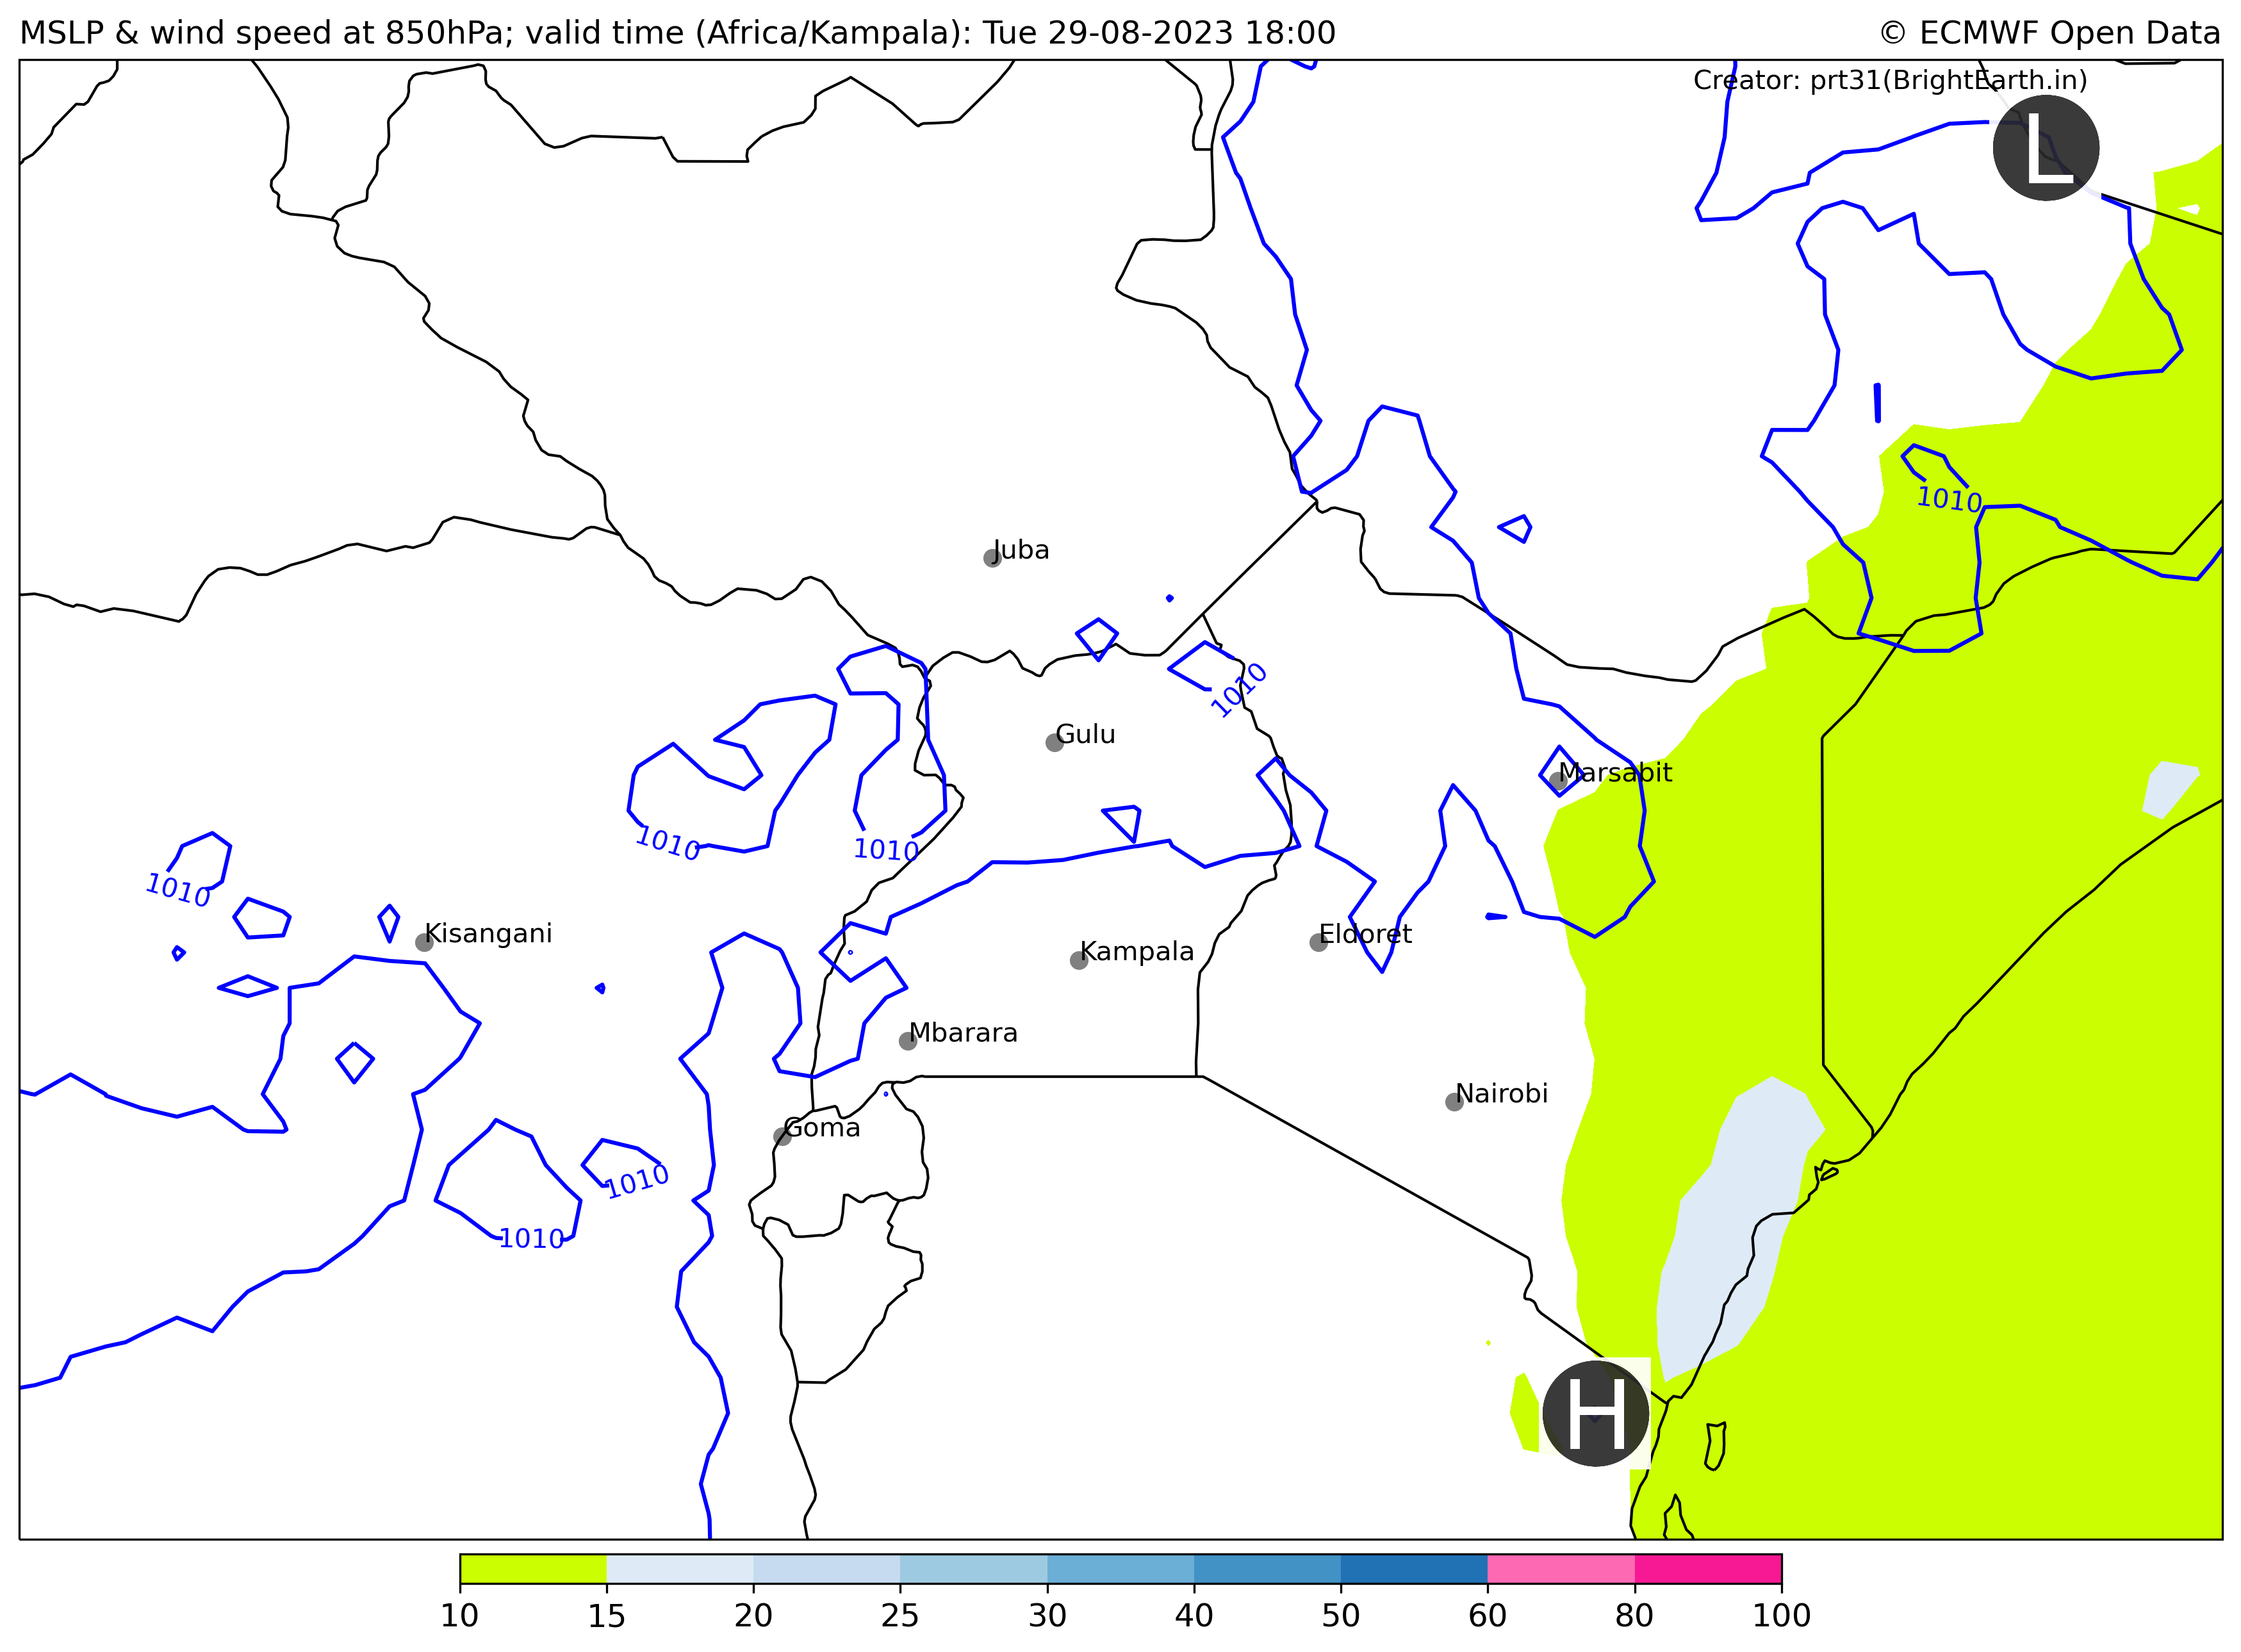 MSLP & wind speed at 850hPa; valid time (Africa/Kampala): Tue 29-08-2023 18:00
© ECMWF Open Data
Creator: prt31(BrightEarth.in)
L
1010
Juba
1010
Gulu
Marsabit
1010
1010
1010
Kisangani
Eldoret
Kampala
Mbarara
Nairobi
Goma
1010
1010
H
10 15 20 25 30 40 50 60 80 100